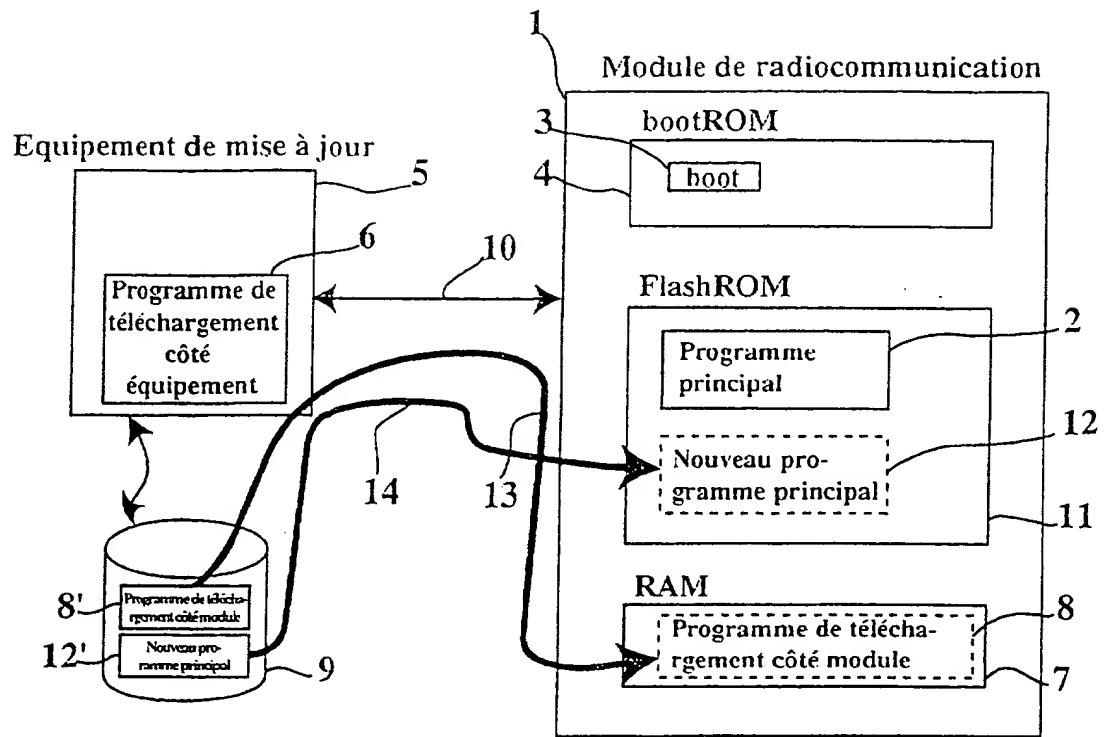 1
Module de radiocommunication
bootROM
3
4
boot
Equipement de mise à jour
5
6
Programme de
téléchargement
côté
équipement
10
FlashROM
2
Programme
principal
12
Nouveau pro-
gramme principal
11
13
14
RAM
8
Programme de télécha-
rgement côté module
7
8'
Programme de télécha-
rgement côté module
12'
Nouveau pro-
gramme principal
9